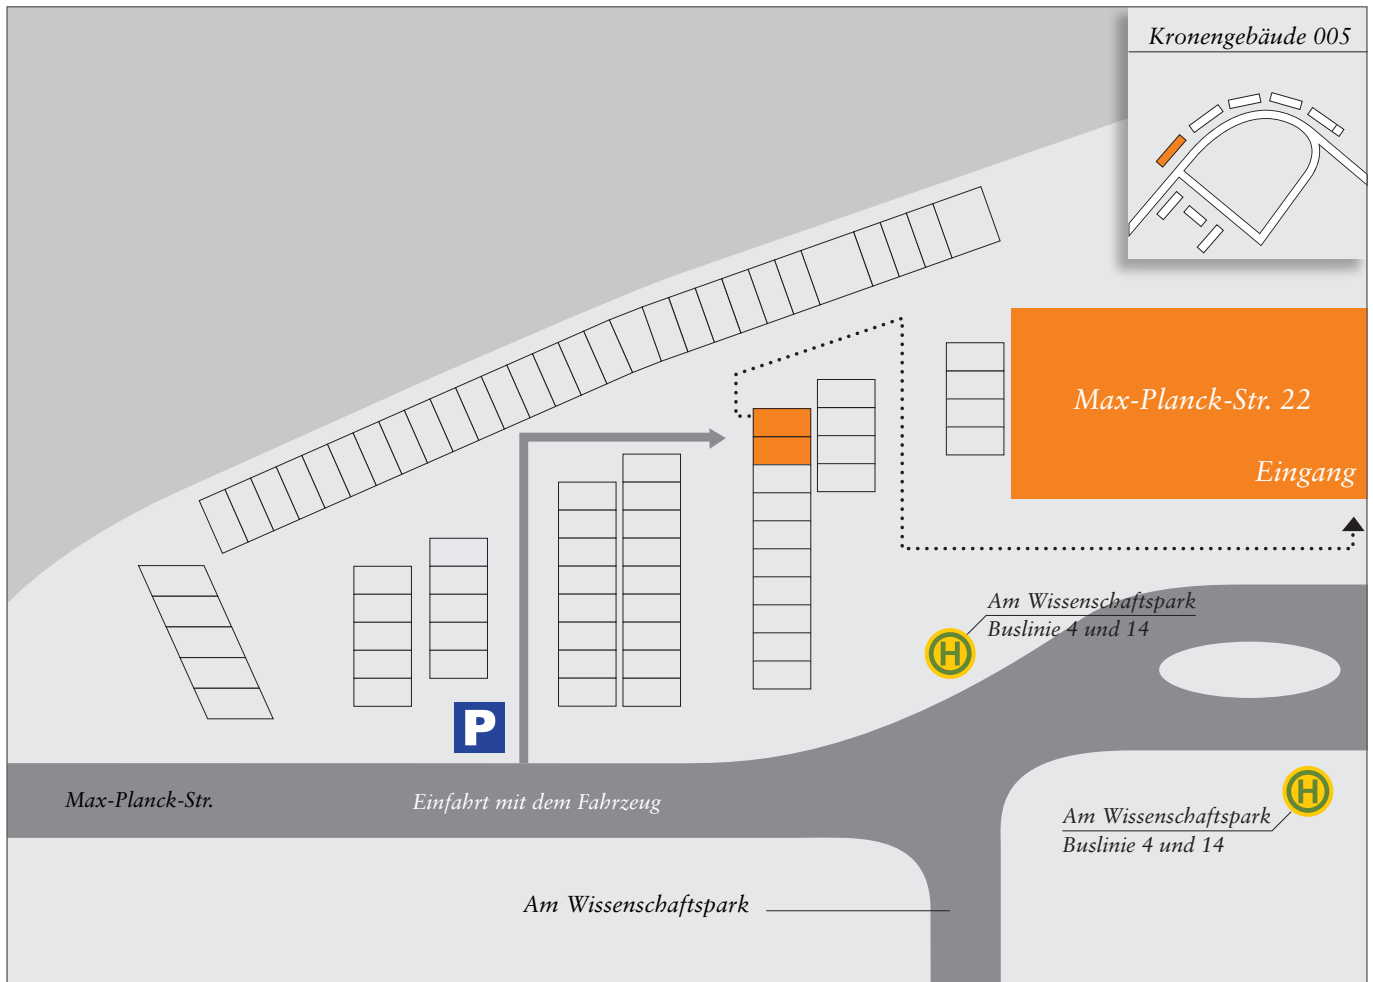 Kronengebäude 005
Max-Planck-Str. 22
Eingang
Am Wissenschaftspark
Buslinie 4 und 14
H
P
H
Max-Planck-Str.
Einfahrt mit dem Fahrzeug
Am Wissenschaftspark
Buslinie 4 und 14
Am Wissenschaftspark